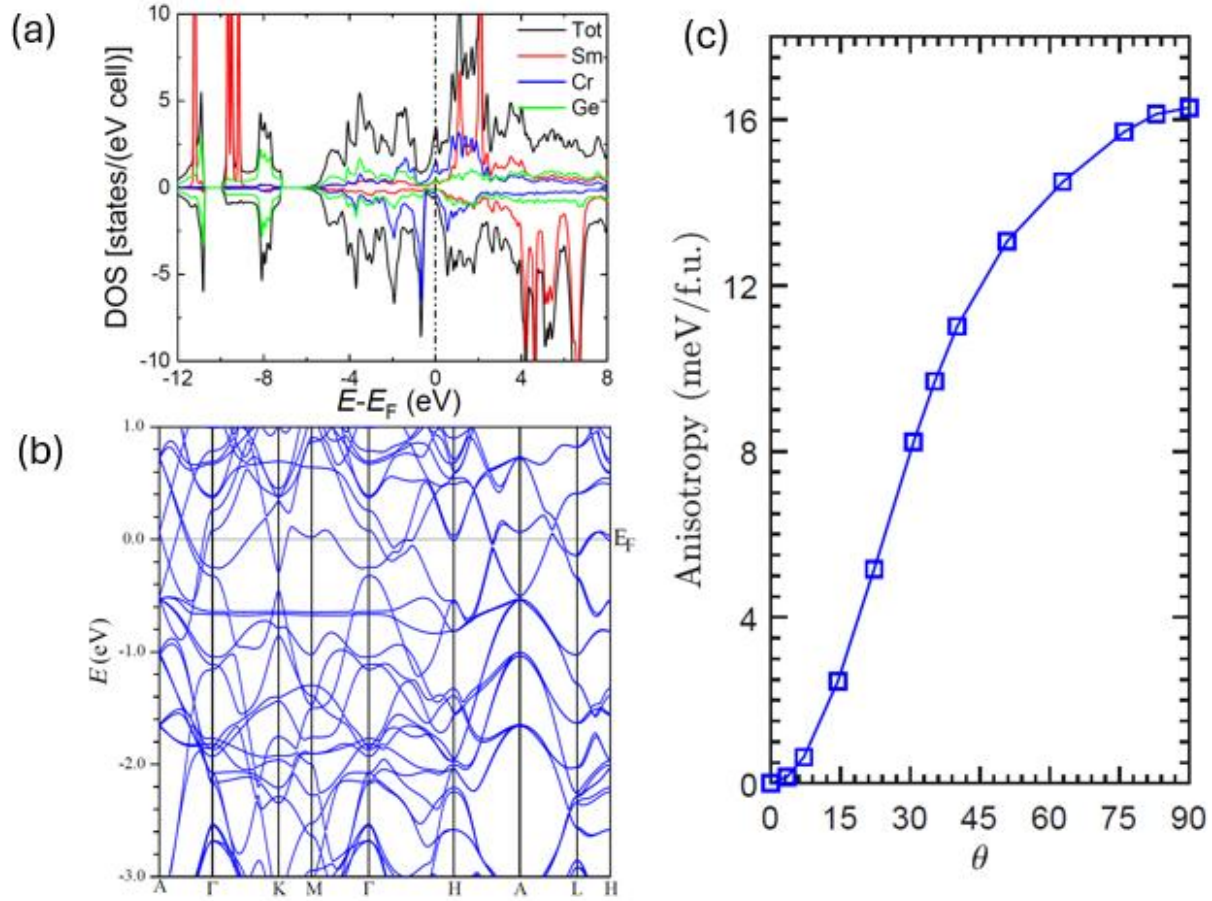 (a)
10
5
0
-5
-10
DOS [states/(eV cell)]
Tot
Sm
Cr
Ge
-12 -8 -4 0 4 8
E-E_F (eV)
(b)
1.0
0.0
-1.0
-2.0
-3.0
E (eV)
E_F
A Γ K M Γ H A L H
(c)
16
12
8
4
0
Anisotropy (meV/f.u.)
0 15 30 45 60 75 90
θ